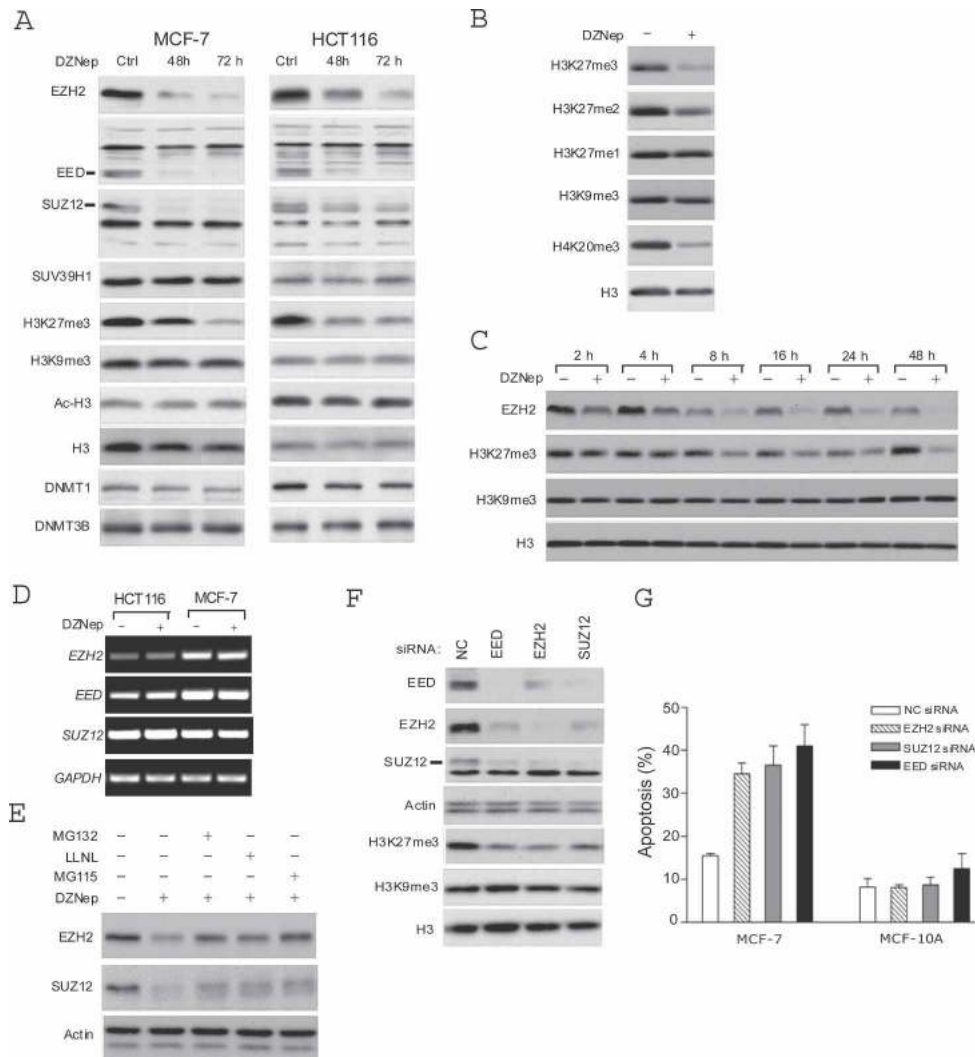 A
MCF-7 HCT116
DZNep Ctrl 48h 72 h Ctrl 48h 72 h
EZH2
EED
SUZ12
SUV39H1
H3K27me3
H3K9me3
Ac-H3
H3
DNMT1
DNMT3B
B
DZNep
− +
H3K27me3
H3K27me2
H3K27me1
H3K9me3
H4K20me3
H3
C
2 h 4 h 8 h 16 h 24 h 48 h
DZNep − + − + − + − + − + − +
EZH2
H3K27me3
H3K9me3
H3
D
HCT116 MCF-7
DZNep − + − +
EZH2
EED
SUZ12
GAPDH
E
MG132 − − + − −
LLNL − − − + −
MG115 − − − − +
DZNep − + + + +
EZH2
SUZ12
Actin
F
siRNA: NC EED EZH2 SUZ12
EED
EZH2
SUZ12
Actin
H3K27me3
H3K9me3
H3
G
NC siRNA
EZH2 siRNA
SUZ12 siRNA
EED siRNA
Apoptosis (%)
50
40
30
20
10
0
MCF-7 MCF-10A